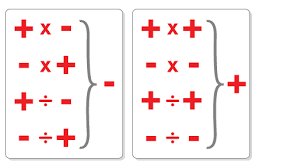 + x -
- x +
+ ÷ -
- ÷ +
-
+ x +
- x -
+ ÷ +
- ÷ -
+